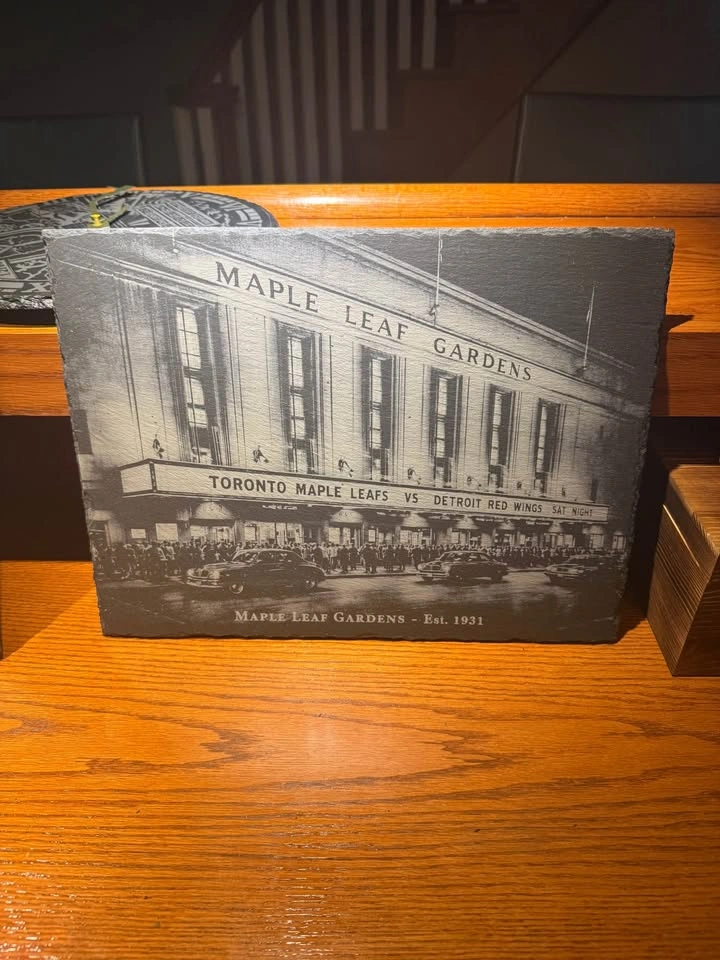 MAPLE LEAF GARDENS
TORONTO MAPLE LEAFS VS DETROIT RED WINGS SAT NIGHT
MAPLE LEAF GARDENS - EST. 1931